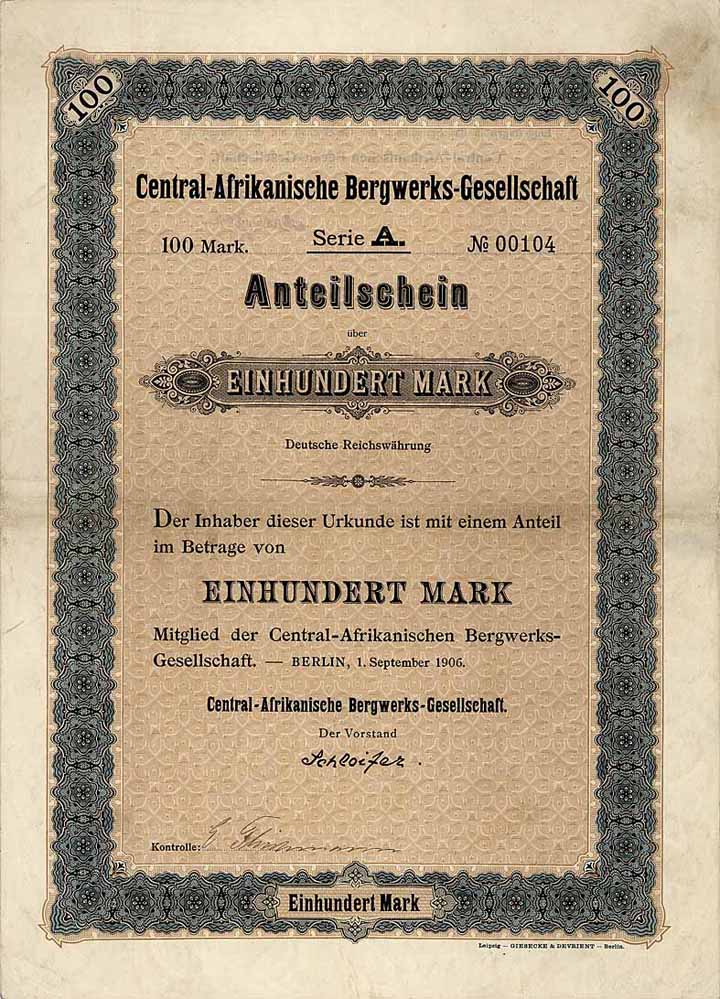 100
100
Central-Afrikanische Bergwerks-Gesellschaft
100 Mark. Serie A. № 00104
Anteilschein
über
EINHUNDERT MARK
Deutsche Reichswährung
Der Inhaber dieser Urkunde ist mit einem Anteil
im Betrage von
EINHUNDERT MARK
Mitglied der Central-Afrikanischen Bergwerks-
Gesellschaft. — BERLIN, 1. September 1906.
Central-Afrikanische Bergwerks-Gesellschaft.
Der Vorstand
Schloifer.
Kontrolle:
Einhundert Mark
Leipzig — GIESECKE & DEVRIENT — Berlin.